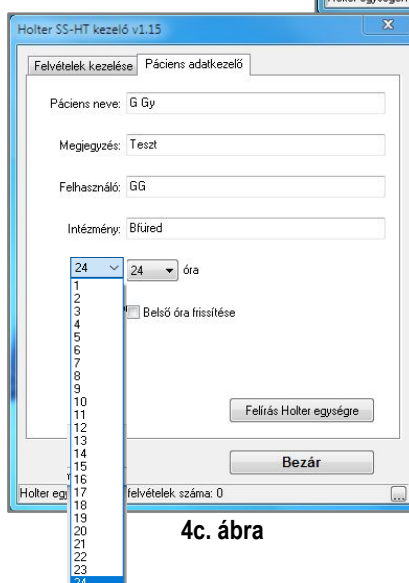 Holter SS-HT kezelő v1.15
Felvételek kezelése Páciens adatkezelő
Páciens neve: G Gy
Megjegyzés: Teszt
Felhasználó: GG
Intézmény: Bfüred
24 24 óra
1
2
3
Belső óra frissítése
4
5
6
7
8
9
10
11
Felírás Holter egységre
12
13
14
15
Bezár
16
17
felvételek száma: 0
...
18
19
20
21
22
23
24
4c. ábra